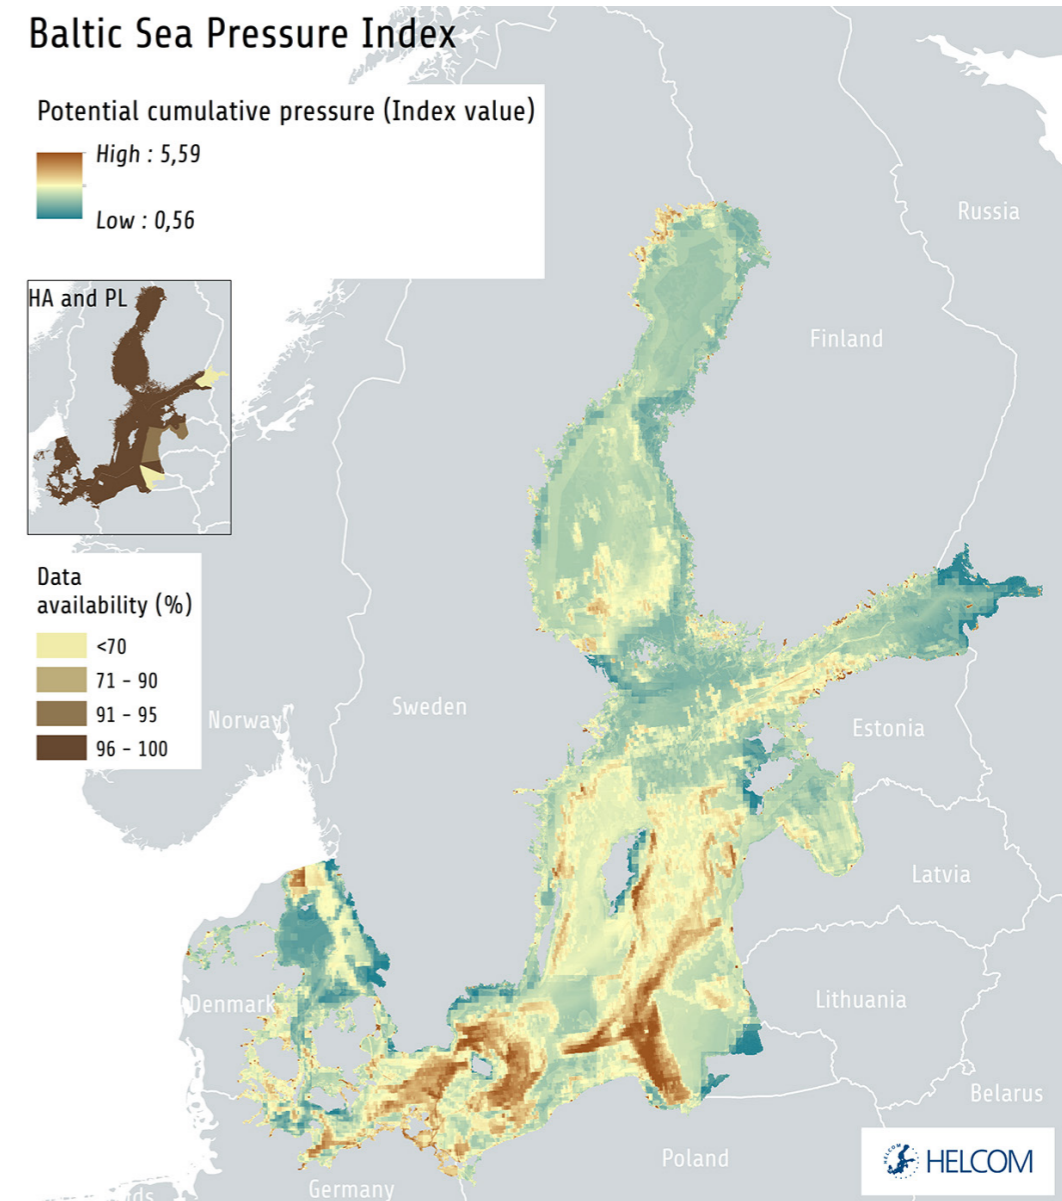 Baltic Sea Pressure Index
Potential cumulative pressure (Index value)
High : 5,59
Low : 0,56
Russia
HA and PL
Finland
Data
availability (%)
<70
71 - 90
91 - 95
96 - 100
Norway
Sweden
Estonia
Latvia
Denmark
Lithuania
Belarus
Poland
HELCOM
Germany